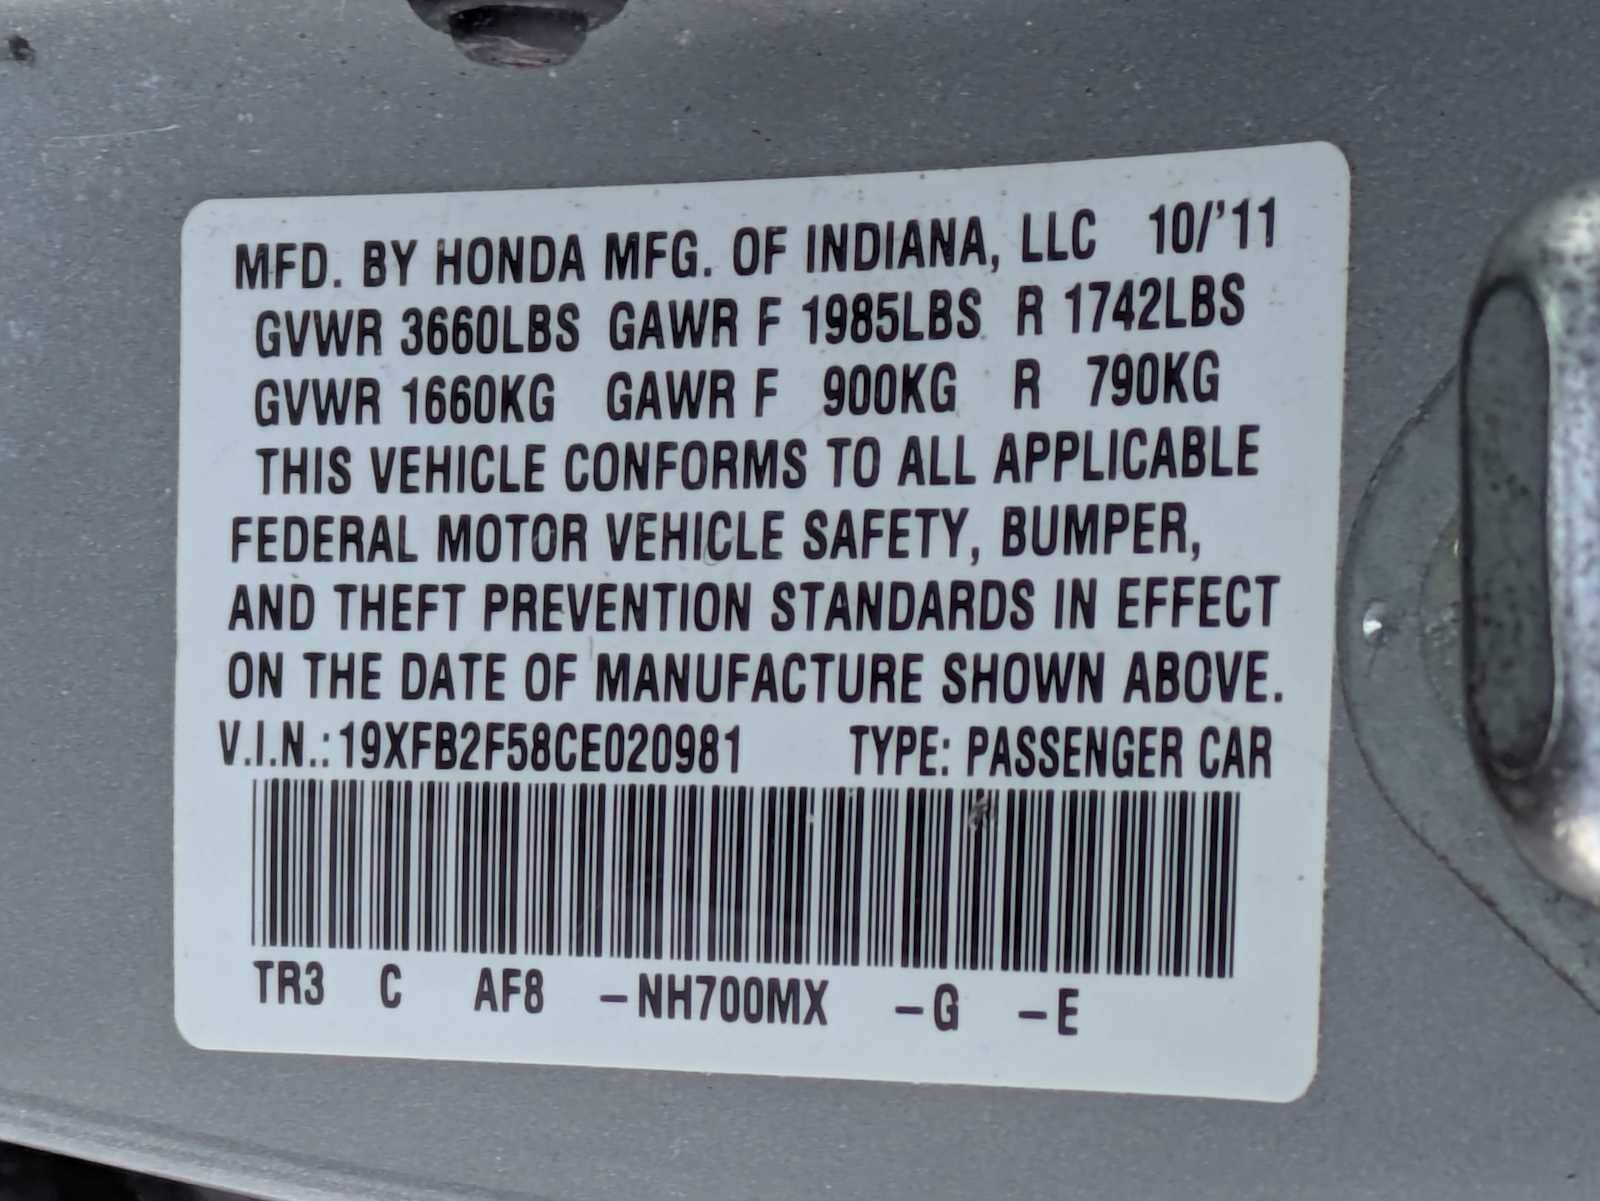 MFD. BY HONDA MFG. OF INDIANA, LLC 10/'11
GVWR 3660LBS GAWR F 1985LBS R 1742LBS
GVWR 1660KG GAWR F 900KG R 790KG
THIS VEHICLE CONFORMS TO ALL APPLICABLE
FEDERAL MOTOR VEHICLE SAFETY, BUMPER,
AND THEFT PREVENTION STANDARDS IN EFFECT
ON THE DATE OF MANUFACTURE SHOWN ABOVE.
V.I.N.: 19XFB2F58CE020981 TYPE: PASSENGER CAR
TR3 C AF8 -NH700MX -G -E